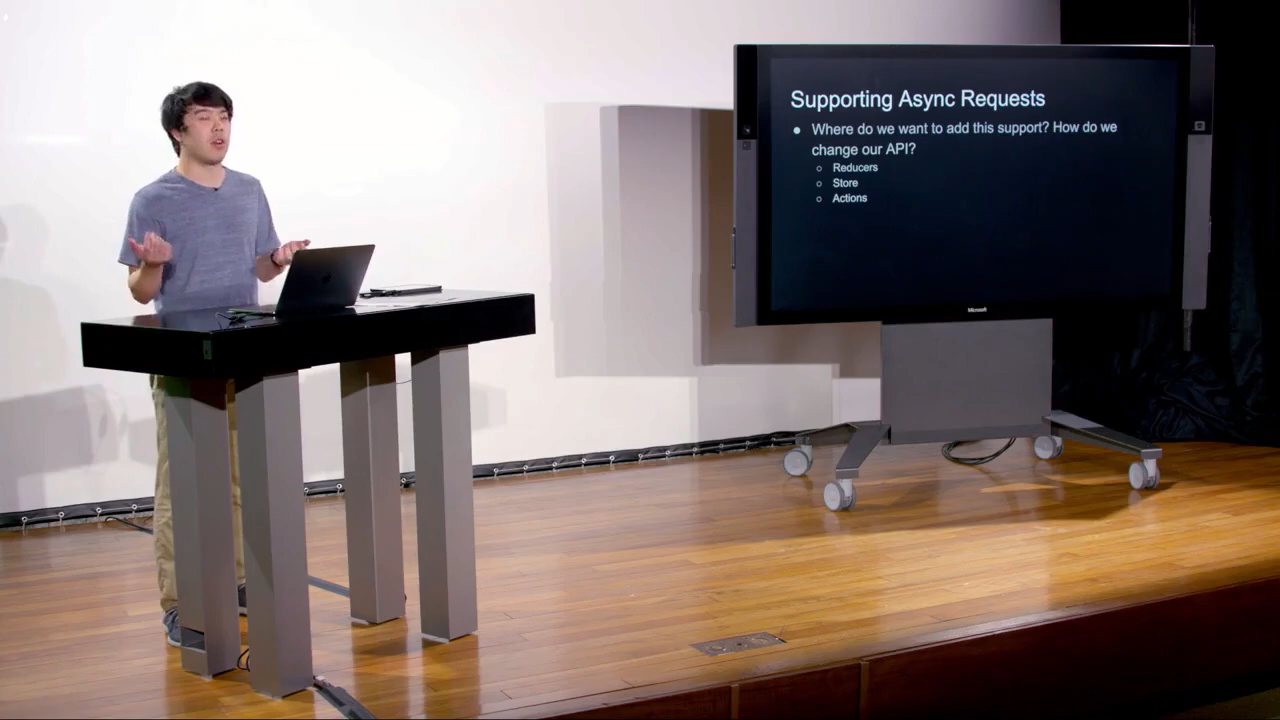 Supporting Async Requests
● Where do we want to add this support? How do we
change our API?
○ Reducers
○ Store
○ Actions
Microsoft